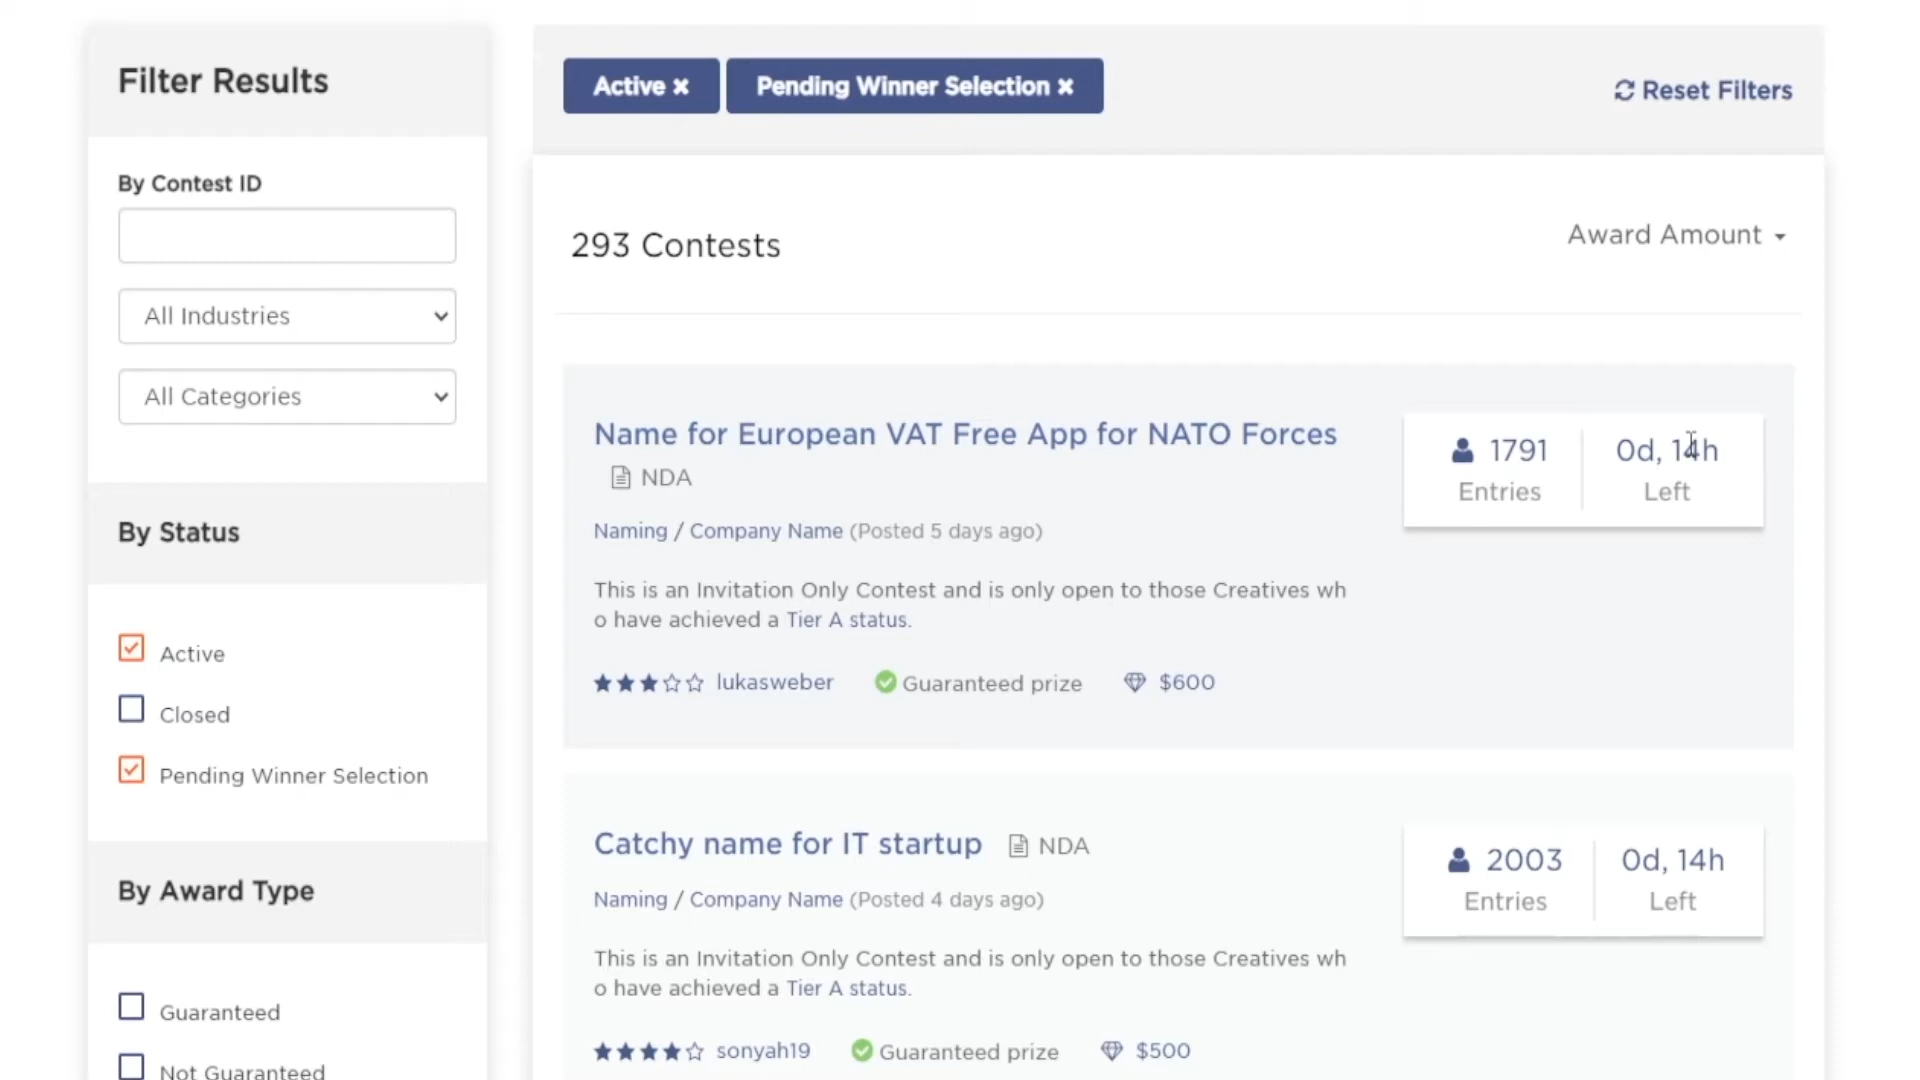 Filter Results
By Contest ID
All Industries
All Categories
By Status
Active
Closed
Pending Winner Selection
By Award Type
Guaranteed
Not Guaranteed
Active ×
Pending Winner Selection ×
Reset Filters
293 Contests
Award Amount
Name for European VAT Free App for NATO Forces
NDA
Naming / Company Name (Posted 5 days ago)
This is an Invitation Only Contest and is only open to those Creatives wh
o have achieved a Tier A status.
lukasweber Guaranteed prize $600
1791 Entries
0d, 14h Left
Catchy name for IT startup NDA
Naming / Company Name (Posted 4 days ago)
This is an Invitation Only Contest and is only open to those Creatives wh
o have achieved a Tier A status.
sonyah19 Guaranteed prize $500
2003 Entries
0d, 14h Left